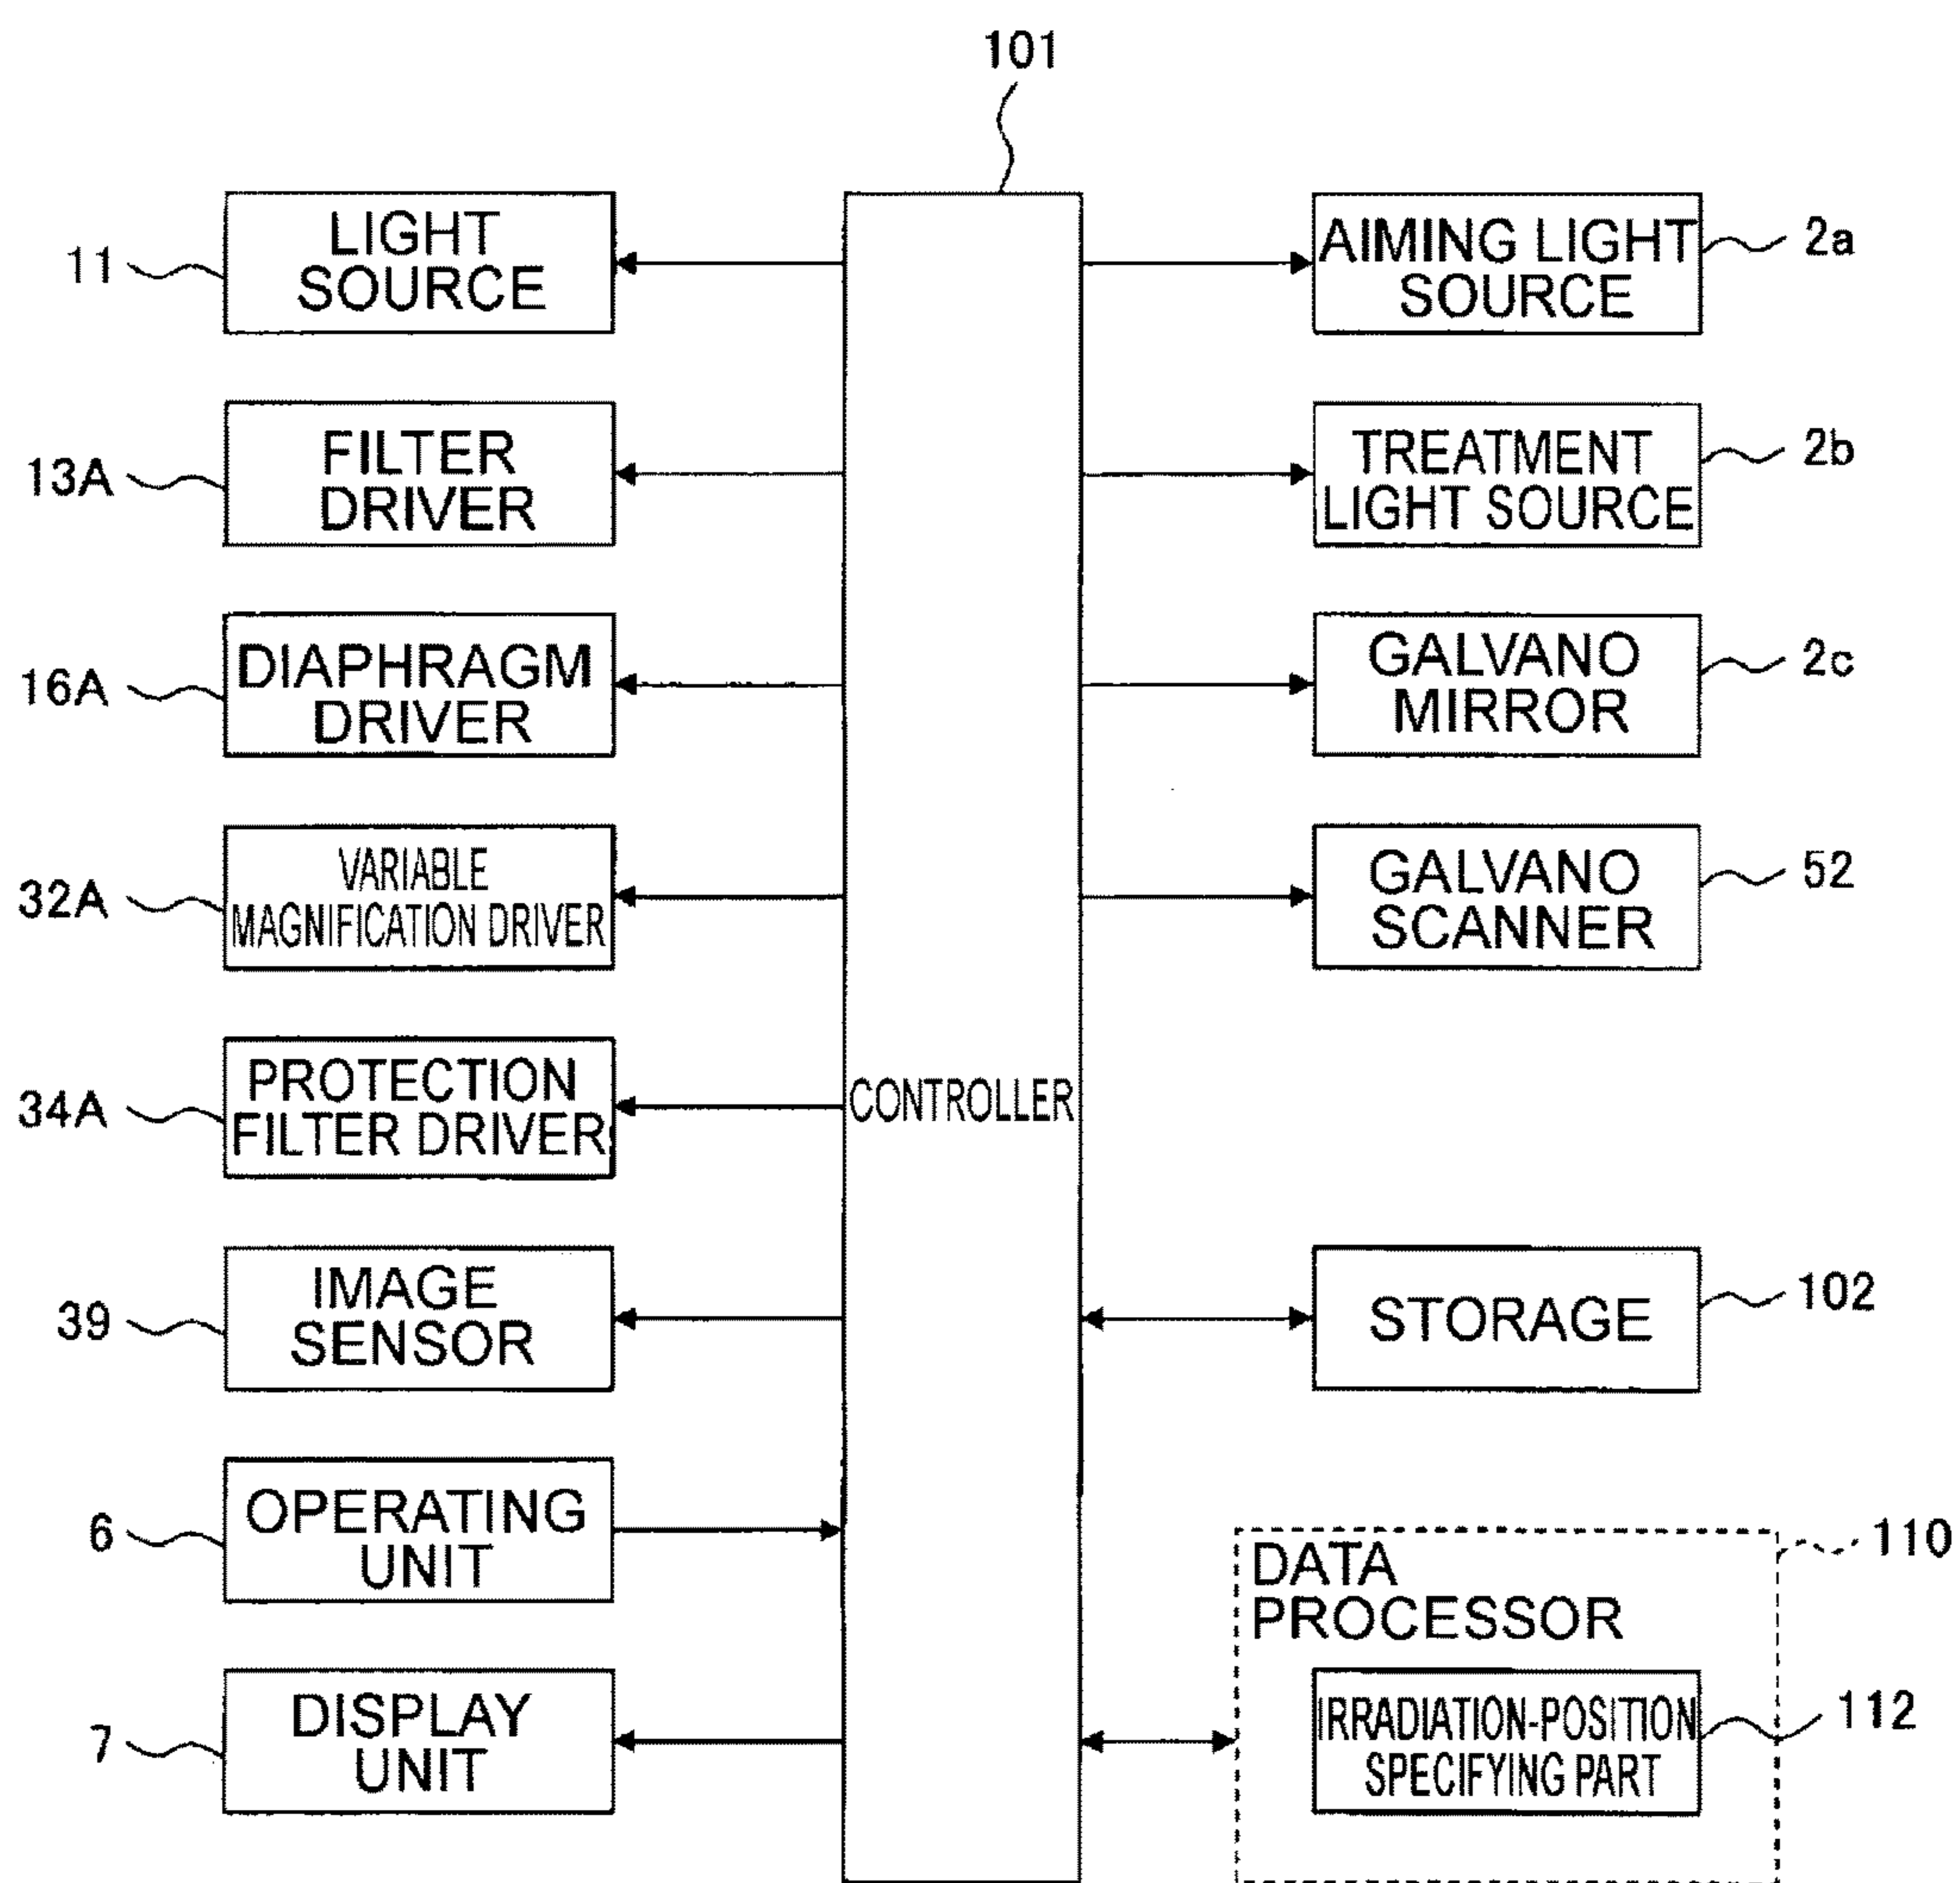 101
11
LIGHT
SOURCE
13A
FILTER
DRIVER
16A
DIAPHRAGM
DRIVER
32A
VARIABLE
MAGNIFICATION DRIVER
34A
PROTECTION
FILTER DRIVER
39
IMAGE
SENSOR
6
OPERATING
UNIT
7
DISPLAY
UNIT
CONTROLLER
AIMING LIGHT
SOURCE
2a
TREATMENT
LIGHT SOURCE
2b
GALVANO
MIRROR
2c
GALVANO
SCANNER
52
STORAGE
102
DATA
PROCESSOR
110
IRRADIATION-POSITION
SPECIFYING PART
112